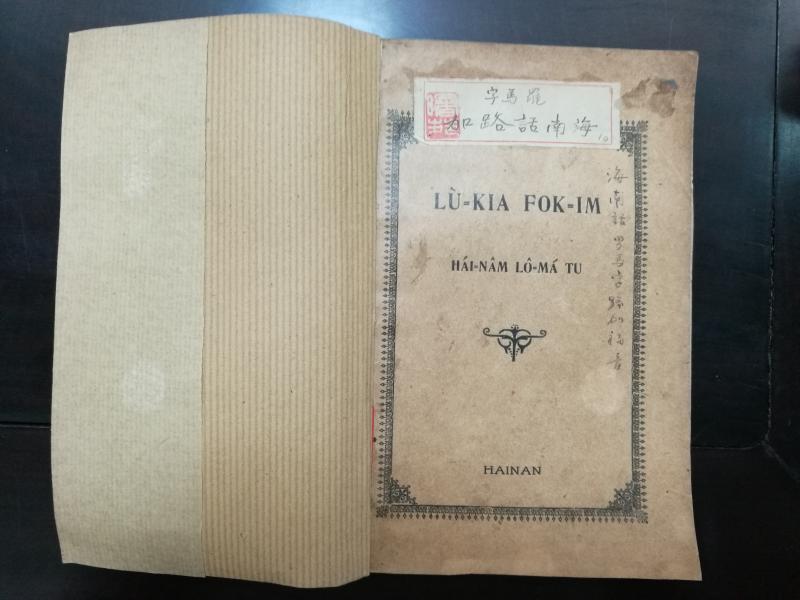 羅馬字
海南話路加
LÙ=KIA FOK=IM
HÁI=NÂM LÔ=MÁ TU
HAINAN
海南話罗马字路加福音